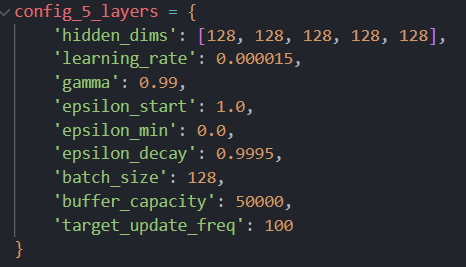 config_5_layers = {
    'hidden_dims': [128, 128, 128, 128, 128],
    'learning_rate': 0.000015,
    'gamma': 0.99,
    'epsilon_start': 1.0,
    'epsilon_min': 0.0,
    'epsilon_decay': 0.9995,
    'batch_size': 128,
    'buffer_capacity': 50000,
    'target_update_freq': 100
}